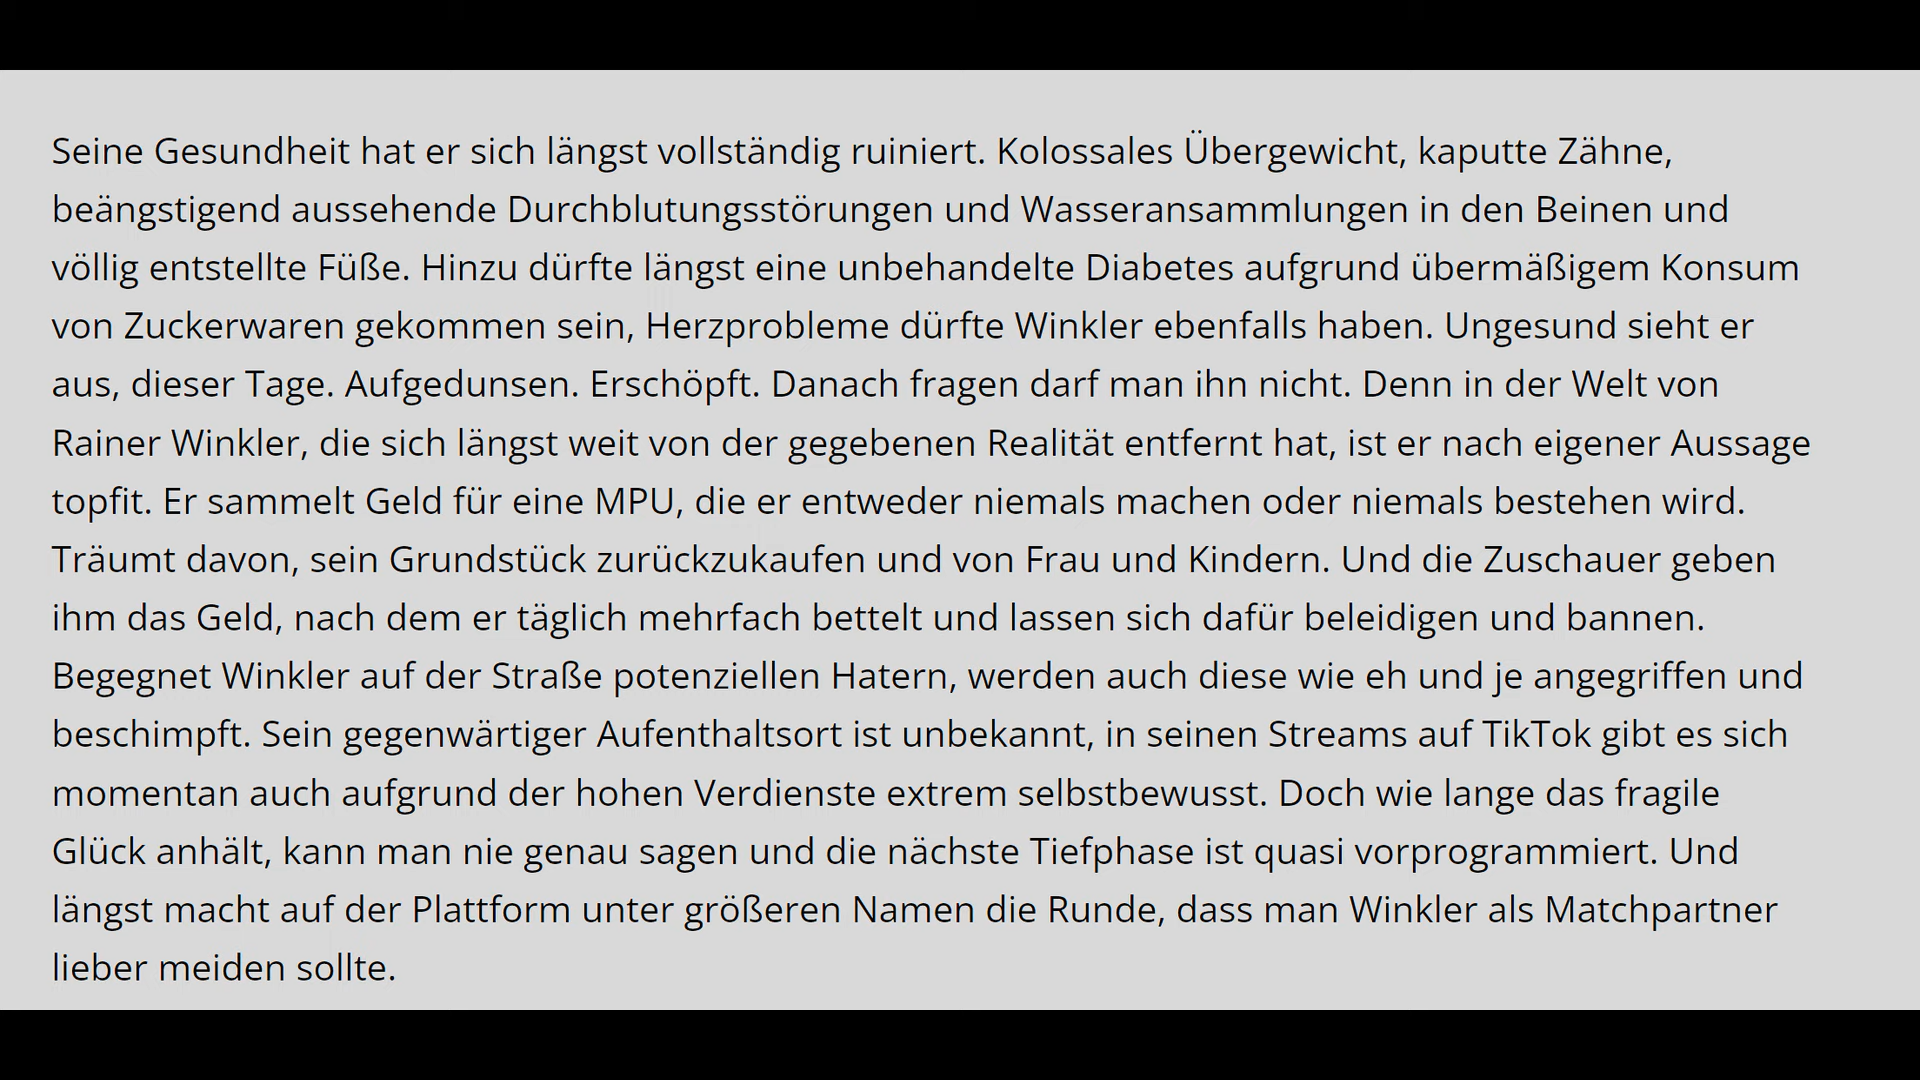 Seine Gesundheit hat er sich längst vollständig ruiniert. Kolossales Übergewicht, kaputte Zähne,
beängstigend aussehende Durchblutungsstörungen und Wasseransammlungen in den Beinen und
völlig entstellte Füße. Hinzu dürfte längst eine unbehandelte Diabetes aufgrund übermäßigem Konsum
von Zuckerwaren gekommen sein, Herzprobleme dürfte Winkler ebenfalls haben. Ungesund sieht er
aus, dieser Tage. Aufgedunsen. Erschöpft. Danach fragen darf man ihn nicht. Denn in der Welt von
Rainer Winkler, die sich längst weit von der gegebenen Realität entfernt hat, ist er nach eigener Aussage
topfit. Er sammelt Geld für eine MPU, die er entweder niemals machen oder niemals bestehen wird.
Träumt davon, sein Grundstück zurückzukaufen und von Frau und Kindern. Und die Zuschauer geben
ihm das Geld, nach dem er täglich mehrfach bettelt und lassen sich dafür beleidigen und bannen.
Begegnet Winkler auf der Straße potenziellen Hatern, werden auch diese wie eh und je angegriffen und
beschimpft. Sein gegenwärtiger Aufenthaltsort ist unbekannt, in seinen Streams auf TikTok gibt es sich
momentan auch aufgrund der hohen Verdienste extrem selbstbewusst. Doch wie lange das fragile
Glück anhält, kann man nie genau sagen und die nächste Tiefphase ist quasi vorprogrammiert. Und
längst macht auf der Plattform unter größeren Namen die Runde, dass man Winkler als Matchpartner
lieber meiden sollte.